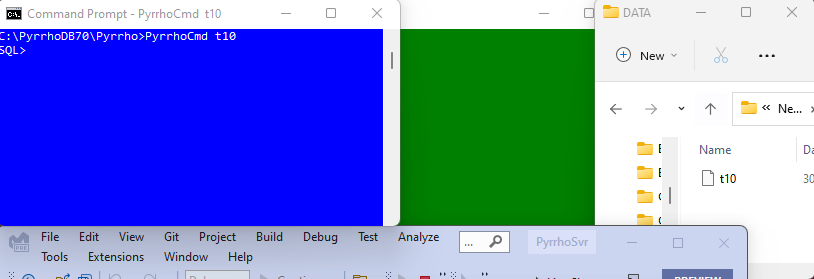 Command Prompt - PyrrhoCmd t10
C:\PyrrhoDB70\Pyrrho>PyrrhoCmd t10
SQL>
DATA
New
Ne...
Name
Da
t10
30
File Edit View Git Project Build Debug Test Analyze
... PyrrhoSvr
Tools Extensions Window Help
PREVIEW